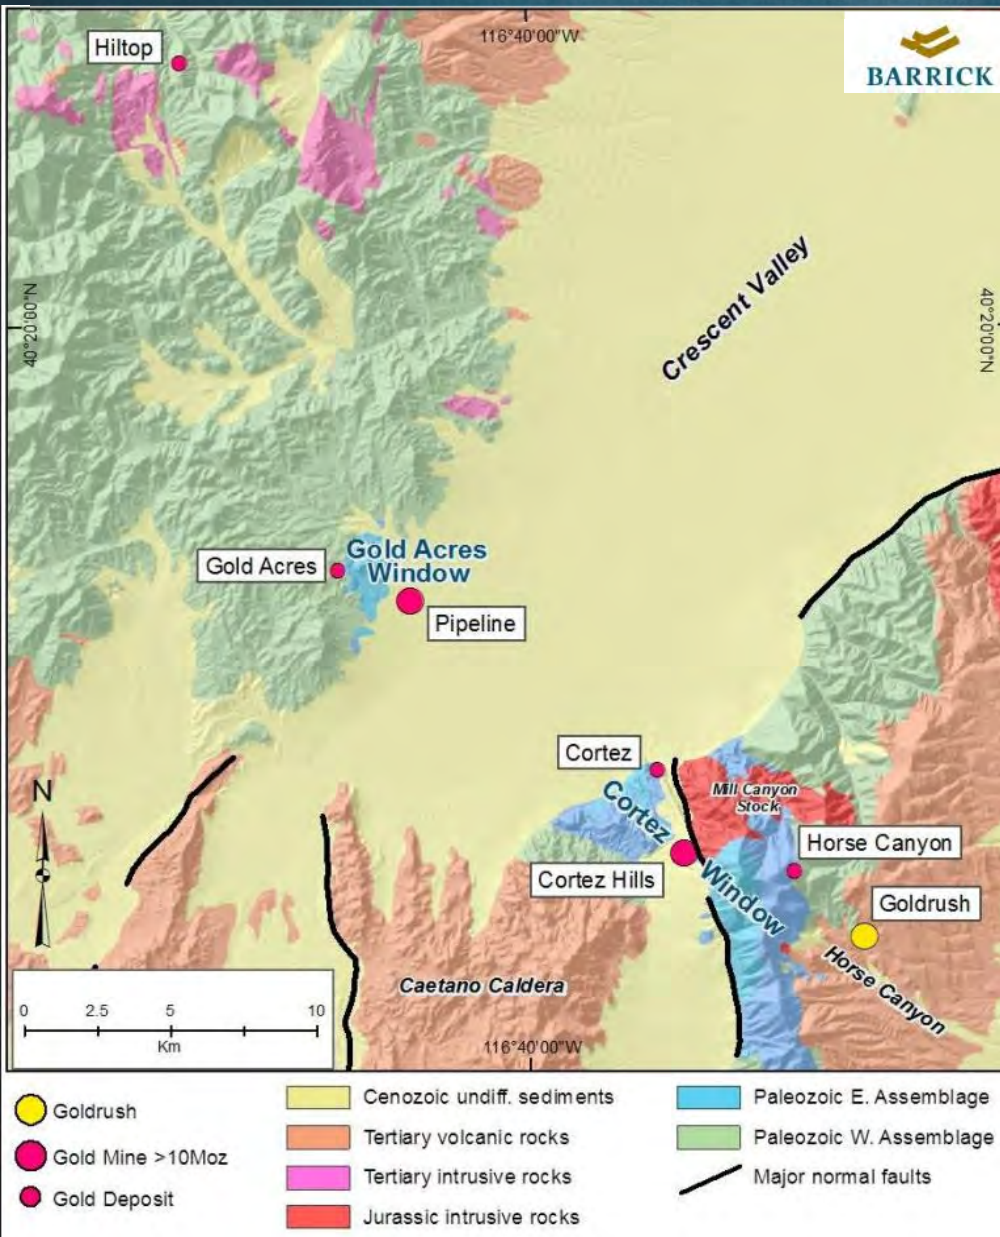 116°40'00"W
BARRICK
Hiltop
Crescent Valley
40°20'00"N
40°20'00"N
Gold Acres
Window
Gold Acres
Pipeline
Cortez
Mill Canyon
Stock
Cortez
Window
Horse Canyon
Cortez Hills
Goldrush
Horse Canyon
N
Caetano Caldera
0 2.5 5 10
Km
116°40'00"W
Goldrush
Gold Mine >10Moz
Gold Deposit
Cenozoic undiff. sediments
Tertiary volcanic rocks
Tertiary intrusive rocks
Jurassic intrusive rocks
Paleozoic E. Assemblage
Paleozoic W. Assemblage
Major normal faults